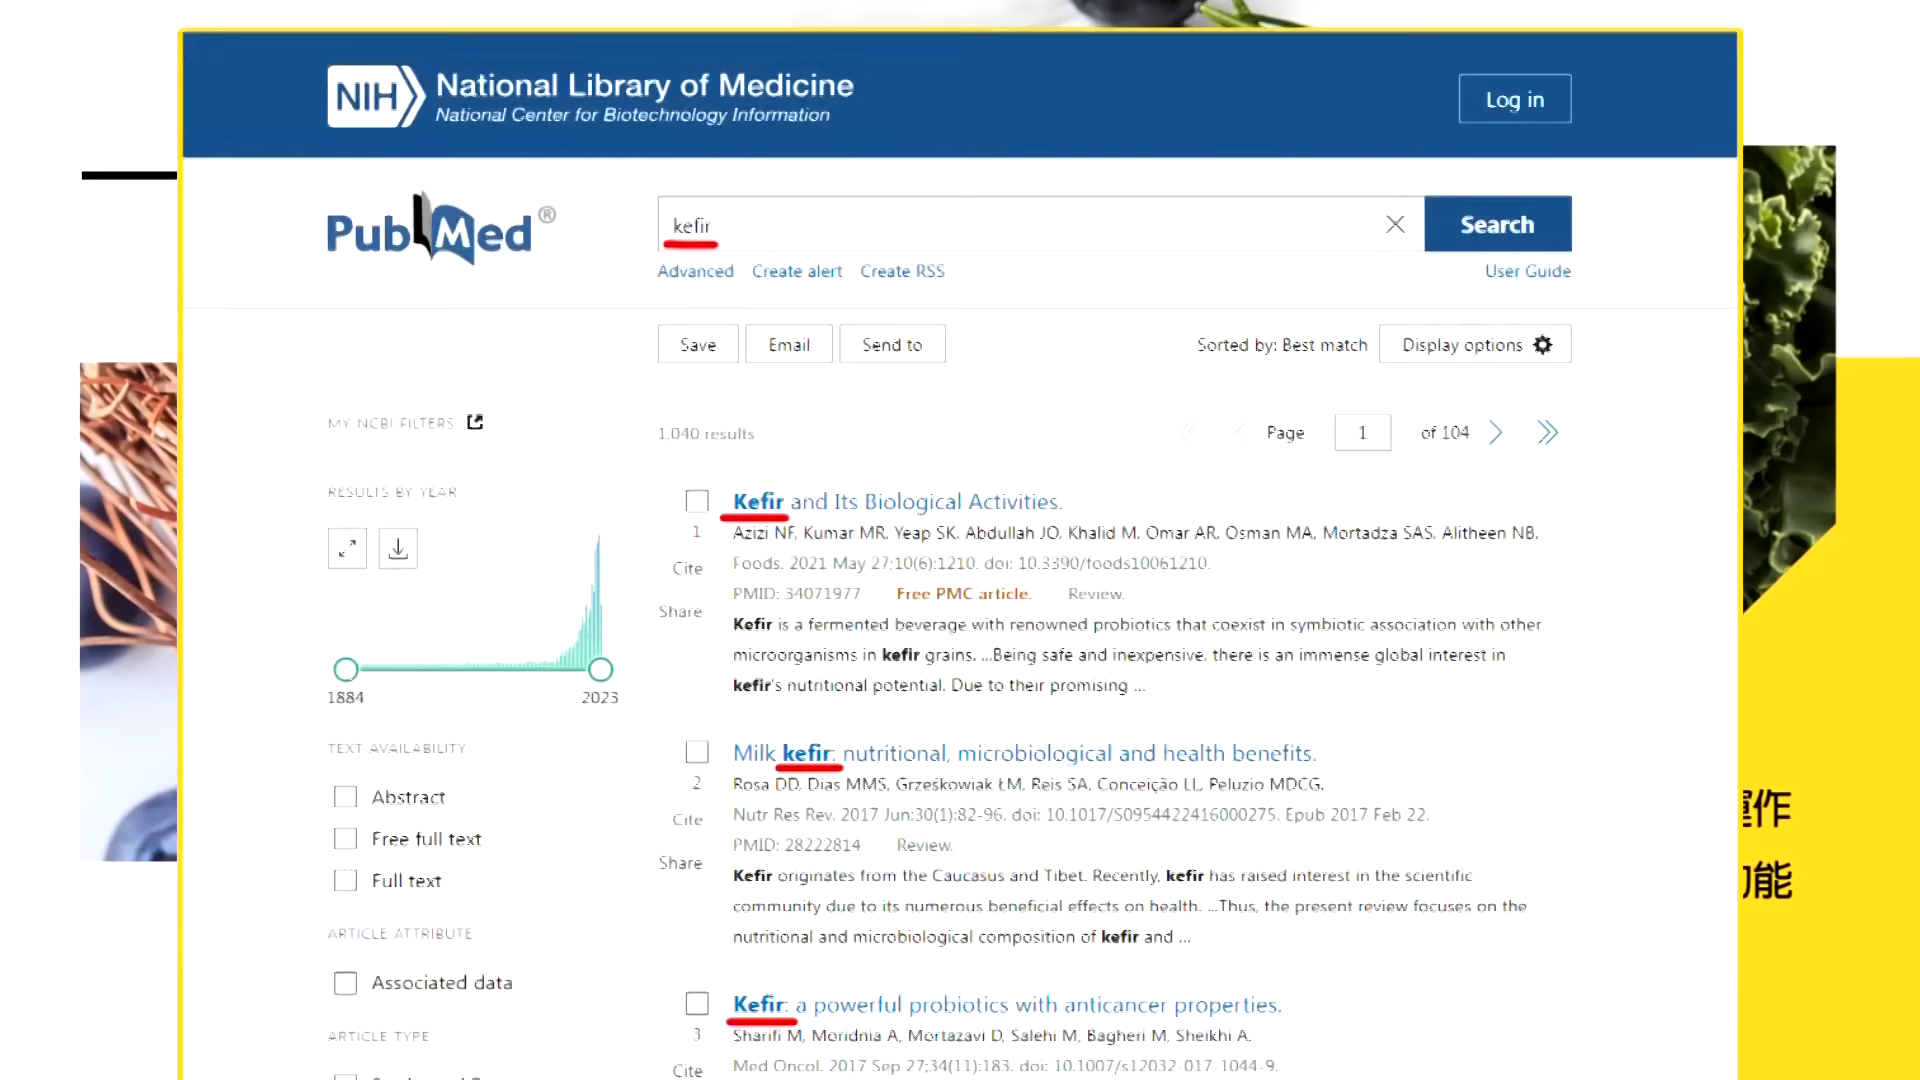 NIH National Library of Medicine
National Center for Biotechnology Information
Log in
PubMed®
kefir
Search
Advanced Create alert Create RSS
User Guide
Save Email Send to
Sorted by: Best match Display options
MY NCBI FILTERS
1,040 results
Page 1 of 104
RESULTS BY YEAR
1884 2023
TEXT AVAILABILITY
Abstract
Free full text
Full text
ARTICLE ATTRIBUTE
Associated data
ARTICLE TYPE
Kefir and Its Biological Activities.
1
Azizi NF, Kumar MR, Yeap SK, Abdullah JO, Khalid M, Omar AR, Osman MA, Mortadza SAS, Alitheen NB.
Cite
Foods. 2021 May 27;10(6):1210. doi: 10.3390/foods10061210.
PMID: 34071977 Free PMC article. Review.
Share
Kefir is a fermented beverage with renowned probiotics that coexist in symbiotic association with other
microorganisms in kefir grains. ...Being safe and inexpensive, there is an immense global interest in
kefir's nutritional potential. Due to their promising ...
Milk kefir: nutritional, microbiological and health benefits.
2
Rosa DD, Dias MMS, Grześkowiak ŁM, Reis SA, Conceição LL, Peluzio MDCG.
Cite
Nutr Res Rev. 2017 Jun;30(1):82-96. doi: 10.1017/S0954422416000275. Epub 2017 Feb 22.
PMID: 28222814 Review.
Share
Kefir originates from the Caucasus and Tibet. Recently, kefir has raised interest in the scientific
community due to its numerous beneficial effects on health. ...Thus, the present review focuses on the
nutritional and microbiological composition of kefir and ...
Kefir: a powerful probiotics with anticancer properties.
3
Sharifi M, Moridnia A, Mortazavi D, Salehi M, Bagheri M, Sheikhi A.
Cite
Med Oncol. 2017 Sep 27;34(11):183. doi: 10.1007/s12032-017-1044-9.
作
能